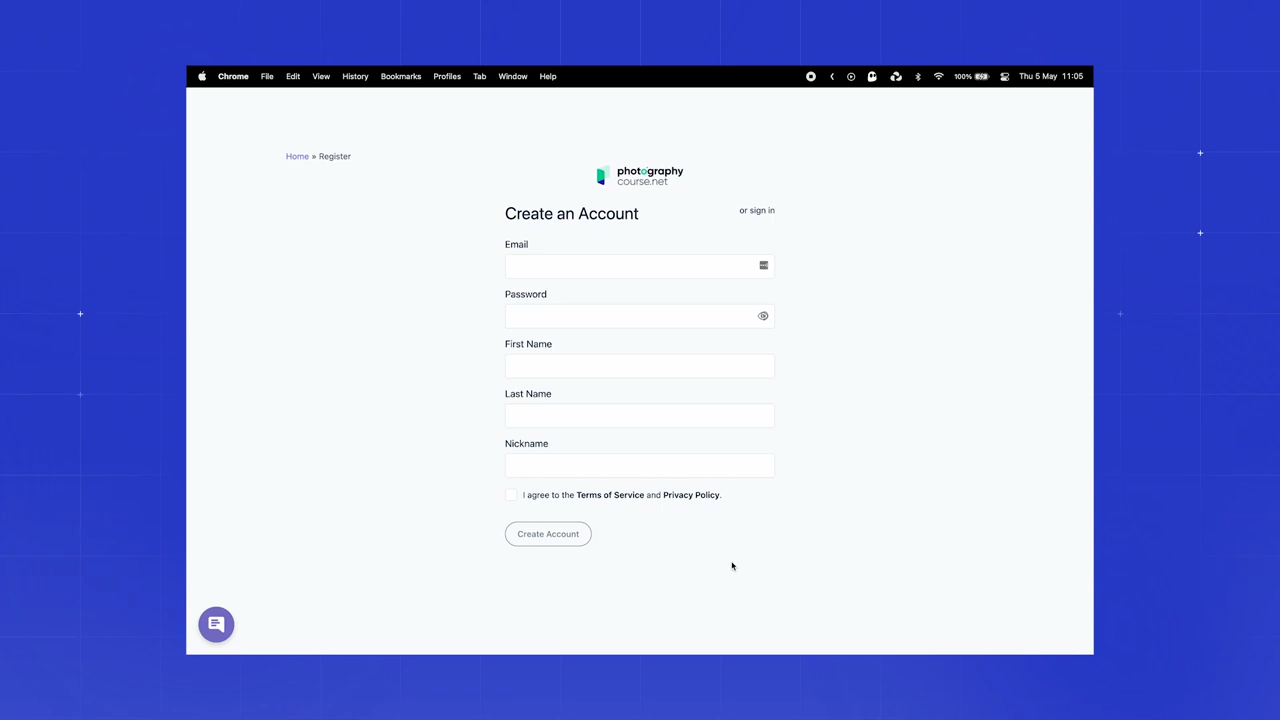 Chrome File Edit View History Bookmarks Profiles Tab Window Help 100% Thu 5 May 11:05
Home » Register
photography
course.net
Create an Account
or sign in
Email
Password
First Name
Last Name
Nickname
I agree to the Terms of Service and Privacy Policy.
Create Account